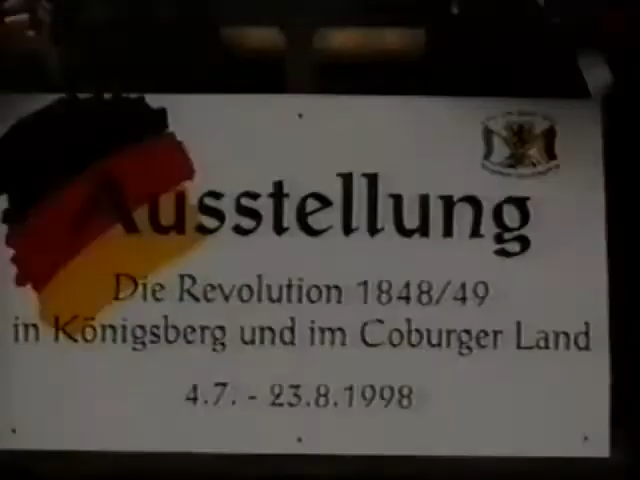 Ausstellung
Die Revolution 1848/49
in Königsberg und im Coburger Land
4.7. - 23.8.1998